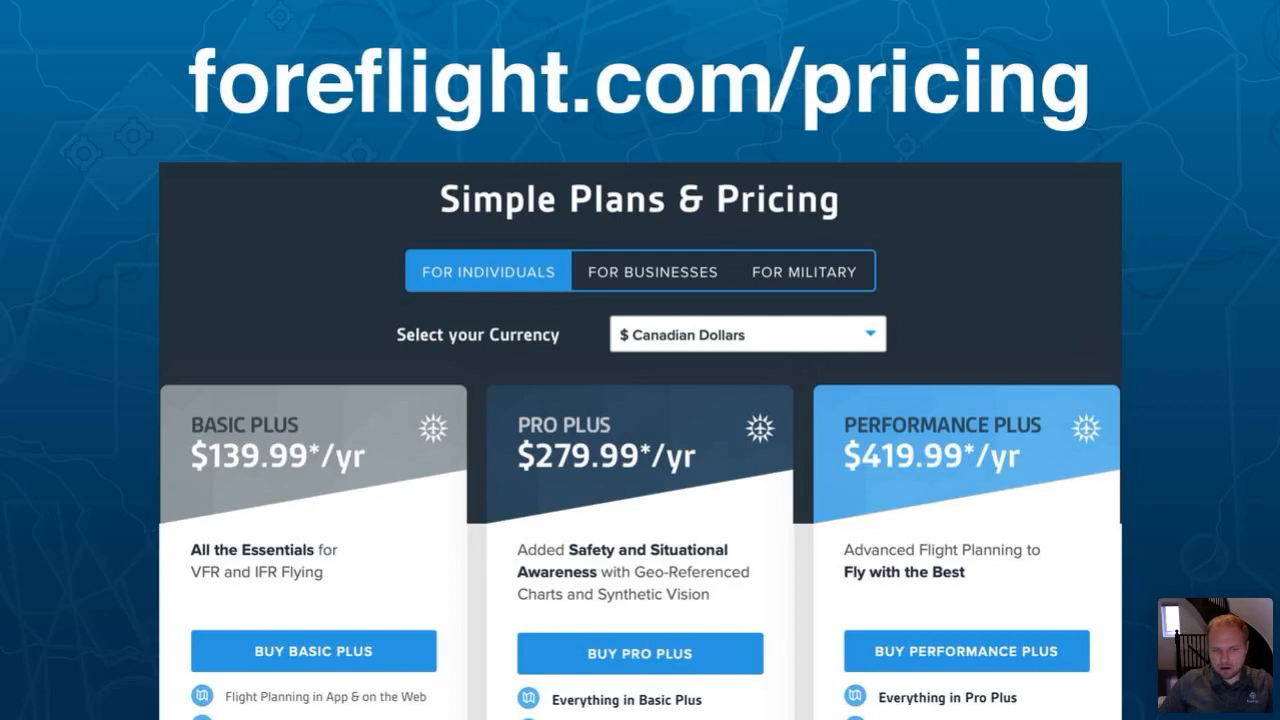 foreflight.com/pricing
Simple Plans & Pricing
FOR INDIVIDUALS FOR BUSINESSES FOR MILITARY
Select your Currency $ Canadian Dollars
BASIC PLUS
$139.99*/yr
All the Essentials for
VFR and IFR Flying
BUY BASIC PLUS
Flight Planning in App & on the Web
PRO PLUS
$279.99*/yr
Added Safety and Situational
Awareness with Geo-Referenced
Charts and Synthetic Vision
BUY PRO PLUS
Everything in Basic Plus
PERFORMANCE PLUS
$419.99*/yr
Advanced Flight Planning to
Fly with the Best
BUY PERFORMANCE PLUS
Everything in Pro Plus